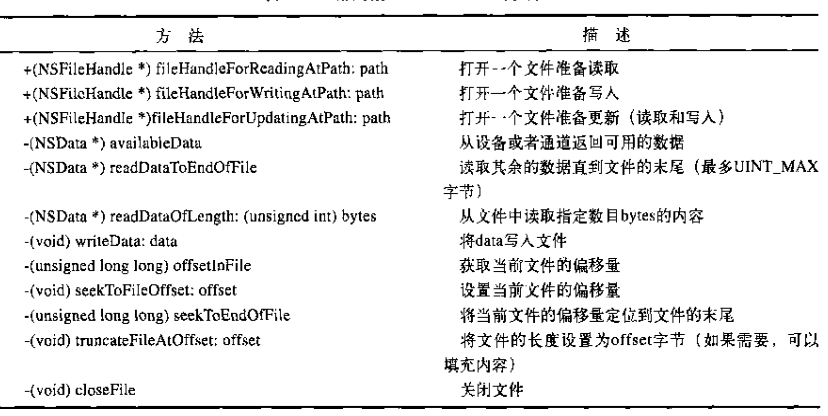 方 法 描 述
+(NSFileHandle *) fileHandleForReadingAtPath: path 打开一个文件准备读取
+(NSFileHandle *) fileHandleForWritingAtPath: path 打开一个文件准备写入
+(NSFileHandle *)fileHandleForUpdatingAtPath: path 打开一个文件准备更新（读取和写入）
-(NSData *) availableData 从设备或者通道返回可用的数据
-(NSData *) readDataToEndOfFile 读取其余的数据直到文件的末尾（最多UINT_MAX
字节）
-(NSData *) readDataOfLength: (unsigned int) bytes 从文件中读取指定数目bytes的内容
-(void) writeData: data 将data写入文件
-(unsigned long long) offsetInFile 获取当前文件的偏移量
-(void) seekToFileOffset: offset 设置当前文件的偏移量
-(unsigned long long) seekToEndOfFile 将当前文件的偏移量定位到文件的末尾
-(void) truncateFileAtOffset: offset 将文件的长度设置为offset字节（如果需要，可以
填充内容）
-(void) closeFile 关闭文件